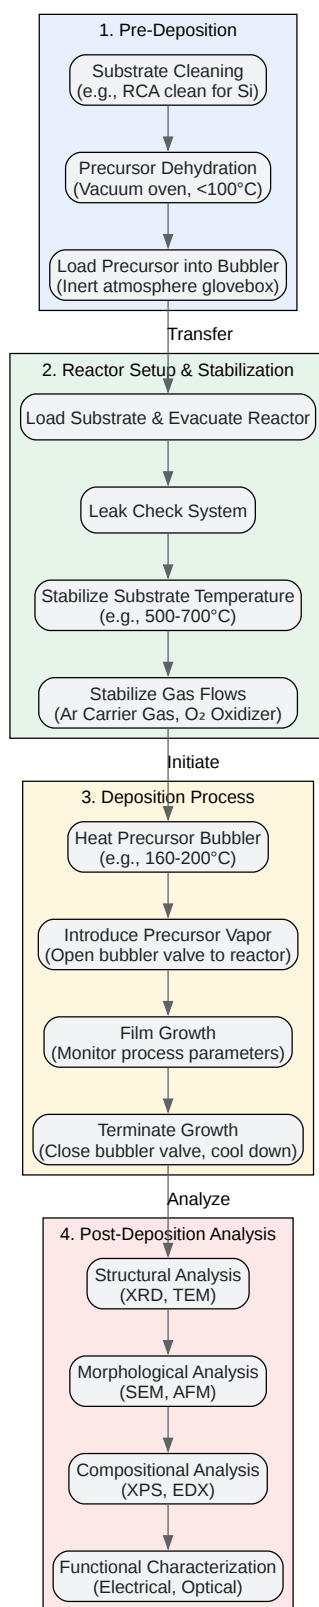 1. Pre-Deposition
Substrate Cleaning
(e.g., RCA clean for Si)
Precursor Dehydration
(Vacuum oven, <100°C)
Load Precursor into Bubbler
(Inert atmosphere glovebox)
Transfer
2. Reactor Setup & Stabilization
Load Substrate & Evacuate Reactor
Leak Check System
Stabilize Substrate Temperature
(e.g., 500-700°C)
Stabilize Gas Flows
(Ar Carrier Gas, O₂ Oxidizer)
Initiate
3. Deposition Process
Heat Precursor Bubbler
(e.g., 160-200°C)
Introduce Precursor Vapor
(Open bubbler valve to reactor)
Film Growth
(Monitor process parameters)
Terminate Growth
(Close bubbler valve, cool down)
Analyze
4. Post-Deposition Analysis
Structural Analysis
(XRD, TEM)
Morphological Analysis
(SEM, AFM)
Compositional Analysis
(XPS, EDX)
Functional Characterization
(Electrical, Optical)